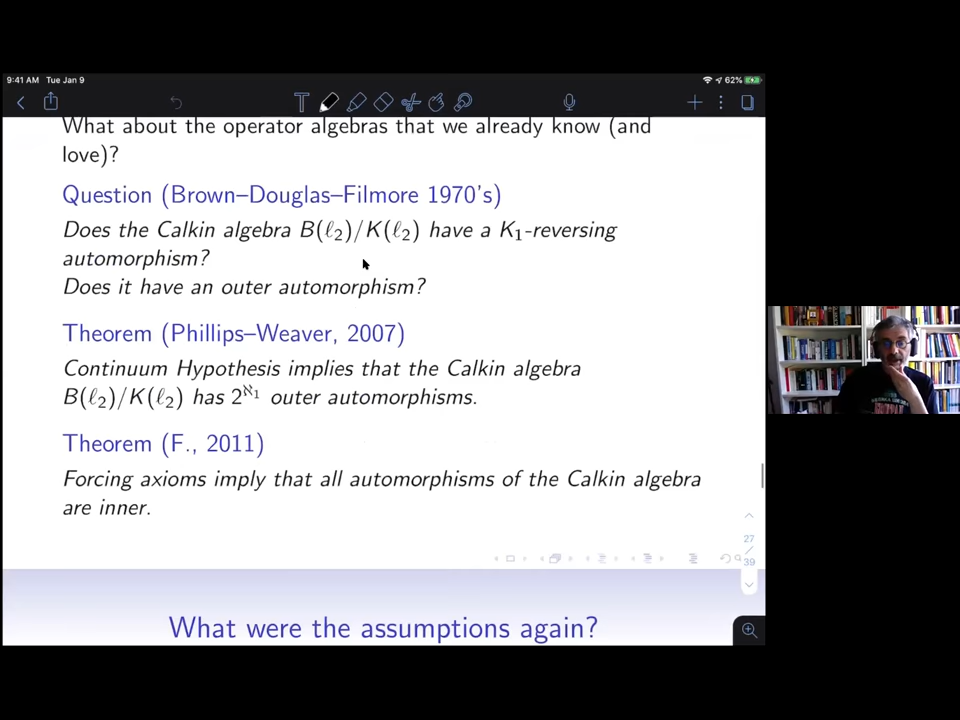 9:41 AM Tue Jan 9
62%
What about the operator algebras that we already know (and
love)?
Question (Brown–Douglas–Filmore 1970's)
Does the Calkin algebra B(ℓ₂)/K(ℓ₂) have a K₁-reversing
automorphism?
Does it have an outer automorphism?
Theorem (Phillips–Weaver, 2007)
Continuum Hypothesis implies that the Calkin algebra
B(ℓ₂)/K(ℓ₂) has 2^ℵ₁ outer automorphisms.
Theorem (F., 2011)
Forcing axioms imply that all automorphisms of the Calkin algebra
are inner.
27
/
39
What were the assumptions again?